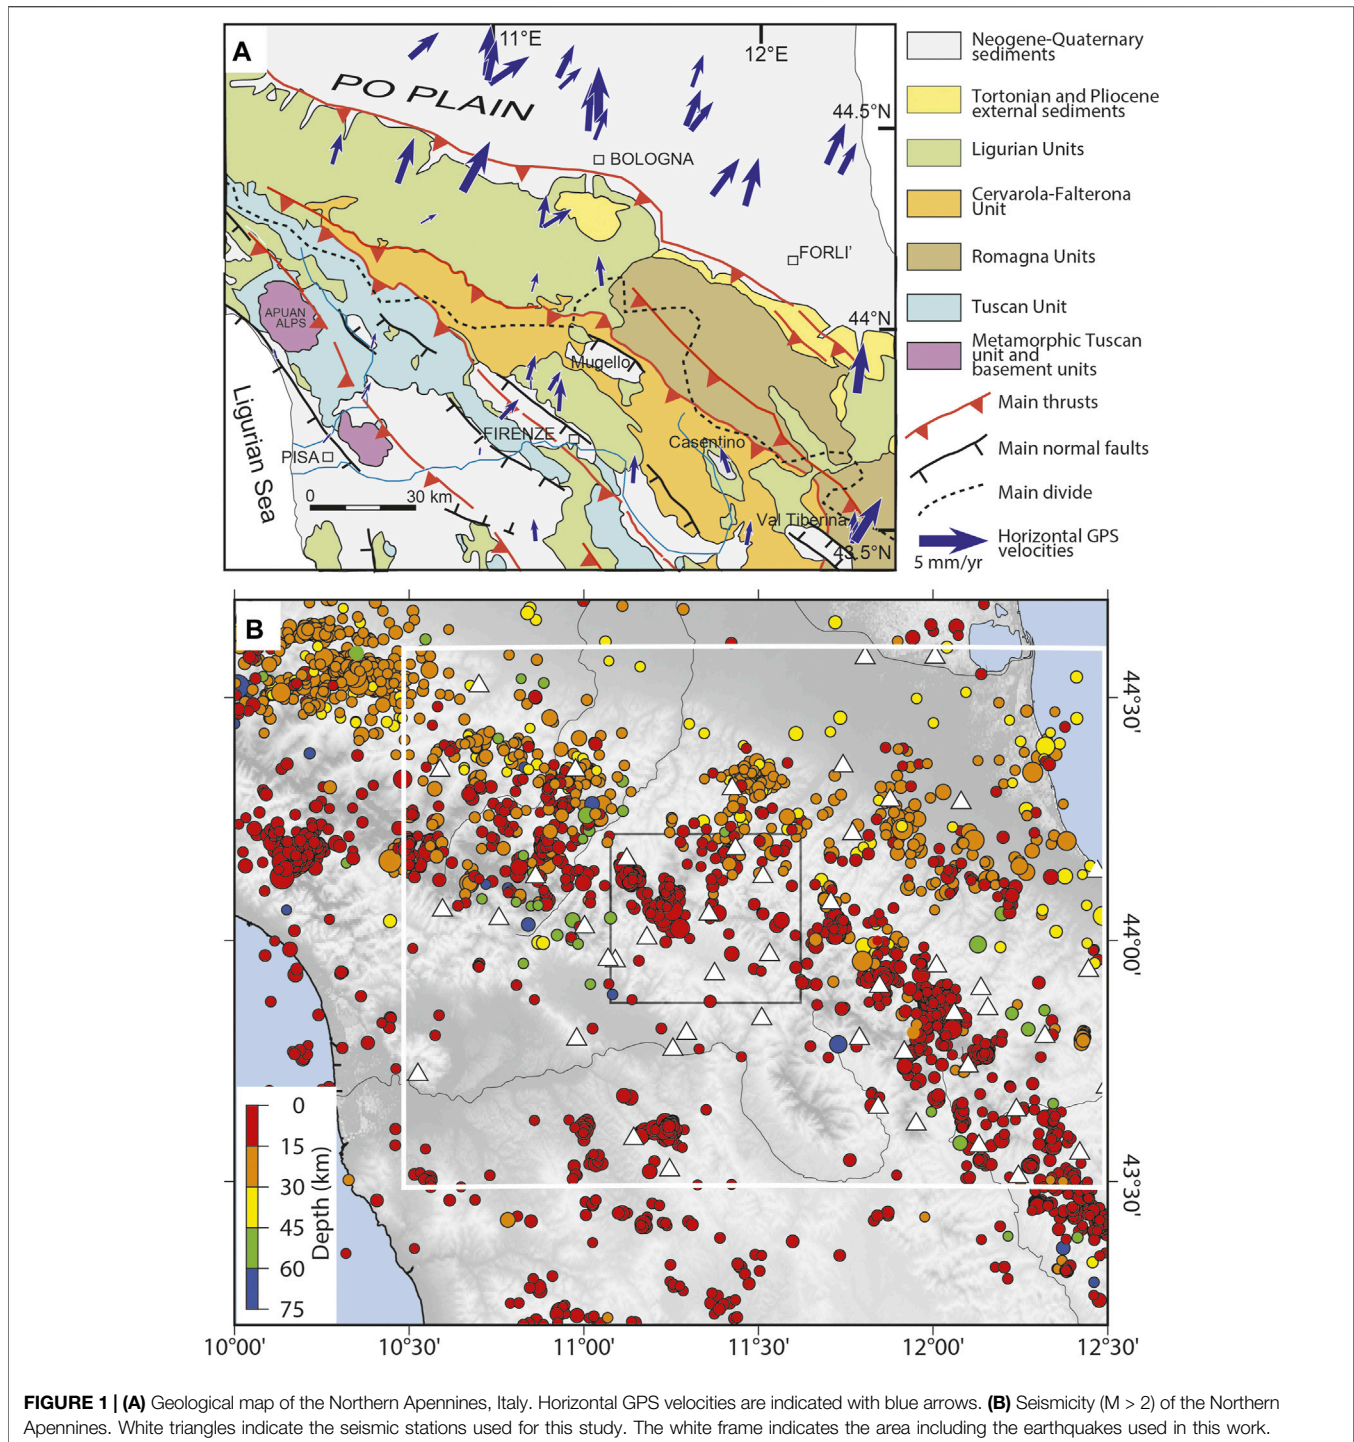 A
11°E
12°E
PO PLAIN
44.5°N
BOLOGNA
FORLI'
APUAN
ALPS
44°N
Mugello
Ligurian Sea
FIRENZE
Casentino
PISA
0 30 km
Val Tiberina
43.5°N
Neogene-Quaternary
sediments
Tortonian and Pliocene
external sediments
Ligurian Units
Cervarola-Falterona
Unit
Romagna Units
Tuscan Unit
Metamorphic Tuscan
unit and
basement units
Main thrusts
Main normal faults
Main divide
Horizontal GPS
velocities
5 mm/yr
B
44°30'
44°00'
43°30'
0
15
30
45
60
75
Depth (km)
10°00' 10°30' 11°00' 11°30' 12°00' 12°30'
FIGURE 1 | (A) Geological map of the Northern Apennines, Italy. Horizontal GPS velocities are indicated with blue arrows. (B) Seismicity (M > 2) of the Northern
Apennines. White triangles indicate the seismic stations used for this study. The white frame indicates the area including the earthquakes used in this work.